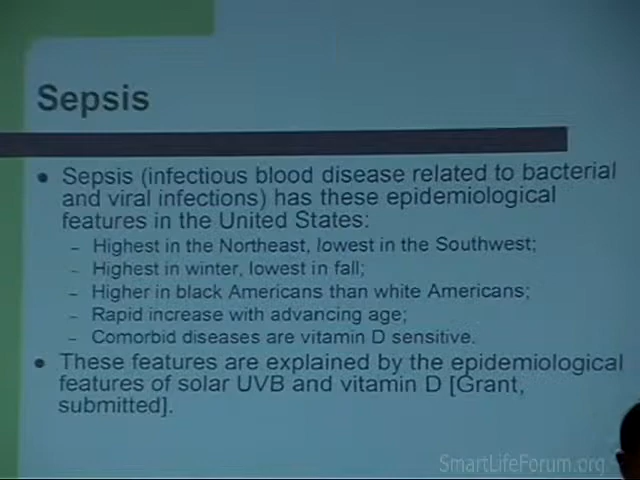 Sepsis
• Sepsis (infectious blood disease related to bacterial
and viral infections) has these epidemiological
features in the United States:
– Highest in the Northeast, lowest in the Southwest;
– Highest in winter, lowest in fall;
– Higher in black Americans than white Americans;
– Rapid increase with advancing age;
– Comorbid diseases are vitamin D sensitive.
• These features are explained by the epidemiological
features of solar UVB and vitamin D [Grant,
submitted].
SmartLifeForum.org